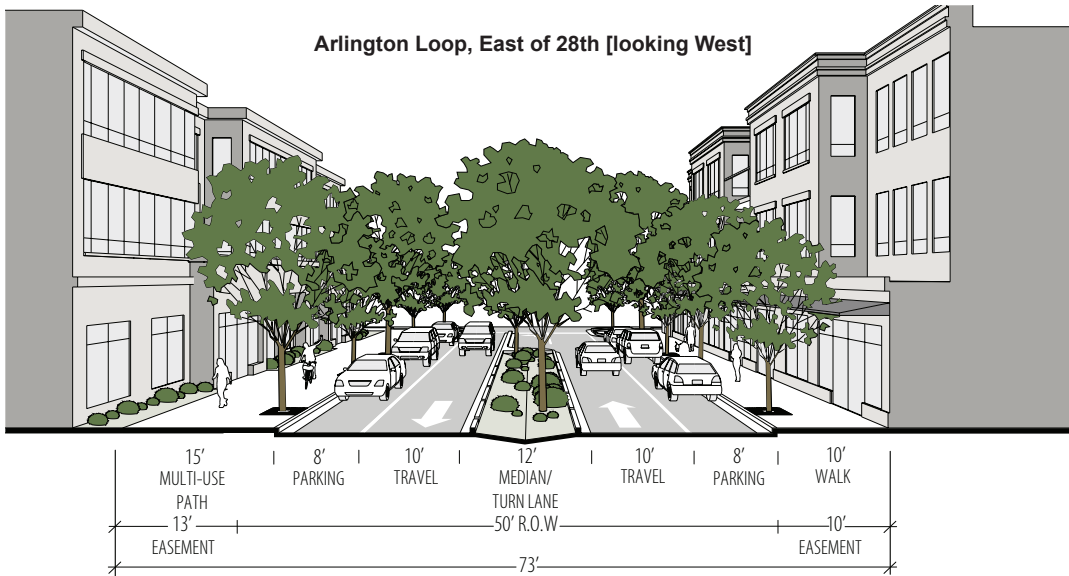 Arlington Loop, East of 28th [looking West]
15' 8' 10' 12' 10' 8' 10'
MULTI-USE PARKING TRAVEL MEDIAN/ TRAVEL PARKING WALK
PATH TURN LANE
13' 50' R.O.W 10'
EASEMENT EASEMENT
73'